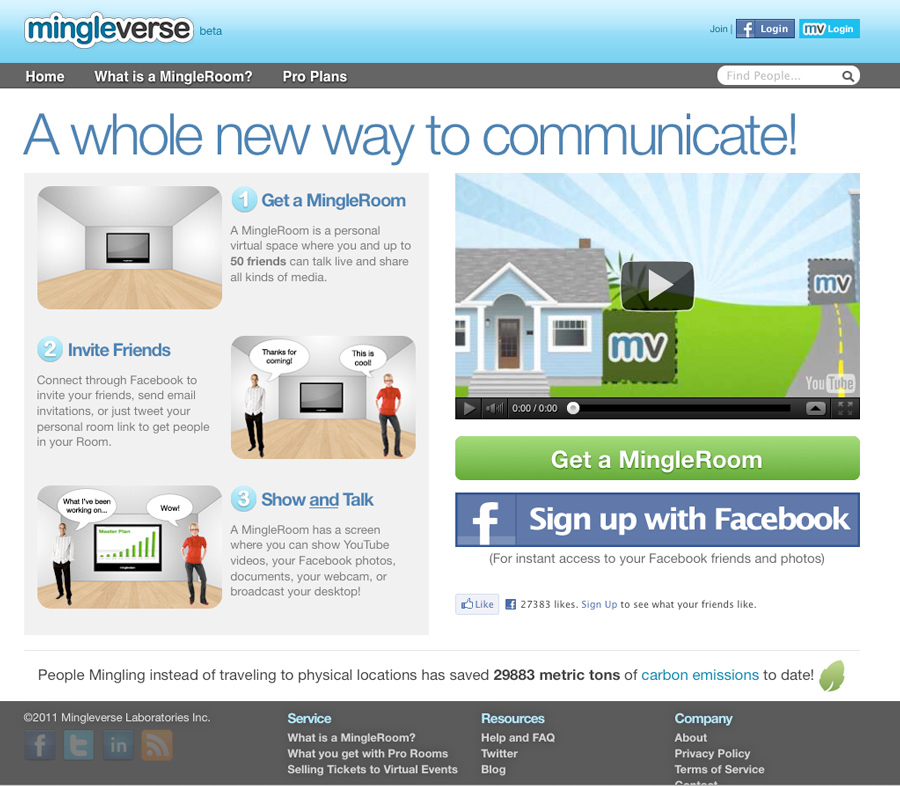 mingleverse beta
Join | f Login mv Login
Home What is a MingleRoom? Pro Plans Find People...
A whole new way to communicate!
1 Get a MingleRoom
A MingleRoom is a personal
virtual space where you and up to
50 friends can talk live and share
all kinds of media.
2 Invite Friends
Connect through Facebook to
invite your friends, send email
invitations, or just tweet your
personal room link to get people
in your Room.
Thanks for
coming!
This is
cool!
What I've been
working on...
Wow!
Master Plan
3 Show and Talk
A MingleRoom has a screen
where you can show YouTube
videos, your Facebook photos,
documents, your webcam, or
broadcast your desktop!
mv
mv
YouTube
0:00 / 0:00
Get a MingleRoom
f Sign up with Facebook
(For instant access to your Facebook friends and photos)
Like f 27383 likes. Sign Up to see what your friends like.
People Mingling instead of traveling to physical locations has saved 29883 metric tons of carbon emissions to date!
©2011 Mingleverse Laboratories Inc.
f t in
Service
What is a MingleRoom?
What you get with Pro Rooms
Selling Tickets to Virtual Events
Resources
Help and FAQ
Twitter
Blog
Company
About
Privacy Policy
Terms of Service
Contact